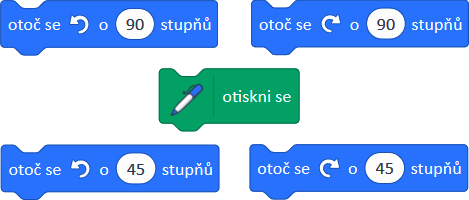 otoč se o 90 stupňů
otoč se o 90 stupňů
otiskni se
otoč se o 45 stupňů
otoč se o 45 stupňů